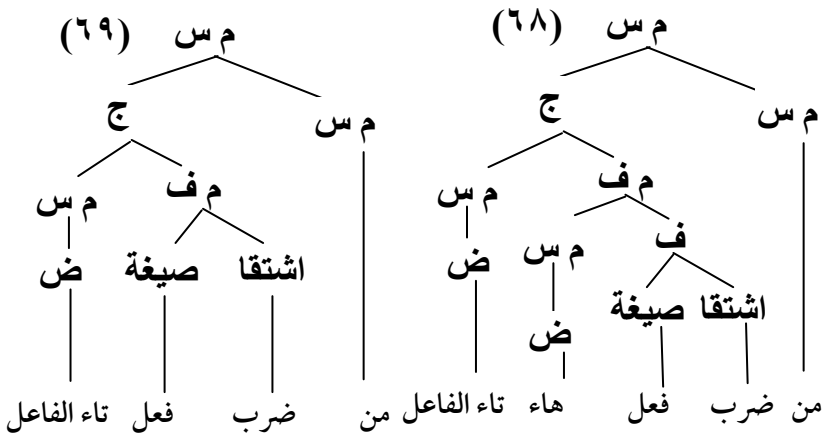 م س (٦٨)
م س ج
م ف م س
ف م س ض
اشتقا صيغة ض
من ضرب فعل هاء تاء الفاعل
م س (٦٩)
م س ج
م ف م س
اشتقا صيغة ض
من ضرب فعل تاء الفاعل